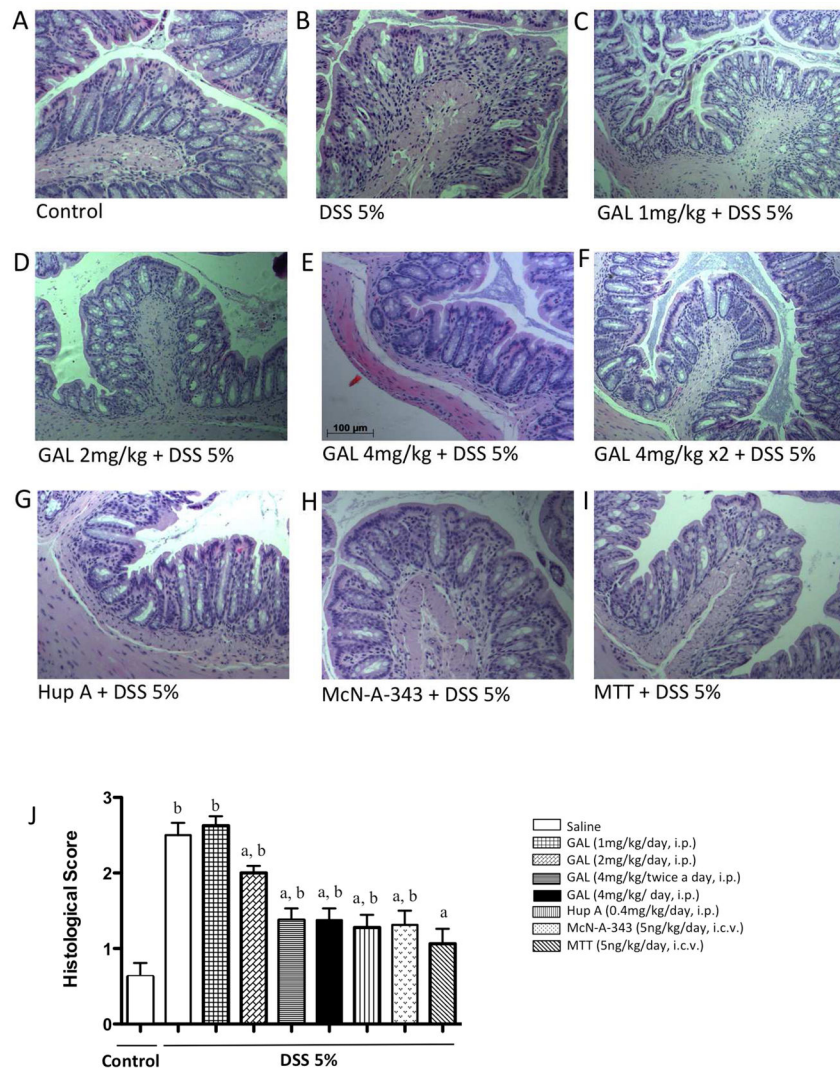 A
B
C
Control
DSS 5%
GAL 1mg/kg + DSS 5%
D
E
F
100 µm
GAL 2mg/kg + DSS 5%
GAL 4mg/kg + DSS 5%
GAL 4mg/kg x2 + DSS 5%
G
H
I
Hup A + DSS 5%
McN-A-343 + DSS 5%
MTT + DSS 5%
J
Histological Score
3
2
1
0
b
b
a, b
a, b
a, b
a, b
a, b
a
Control
DSS 5%
Saline
GAL (1mg/kg/day, i.p.)
GAL (2mg/kg/day, i.p.)
GAL (4mg/kg/twice a day, i.p.)
GAL (4mg/kg/ day, i.p.)
Hup A (0.4mg/kg/day, i.p.)
McN-A-343 (5ng/kg/day, i.c.v.)
MTT (5ng/kg/day, i.c.v.)